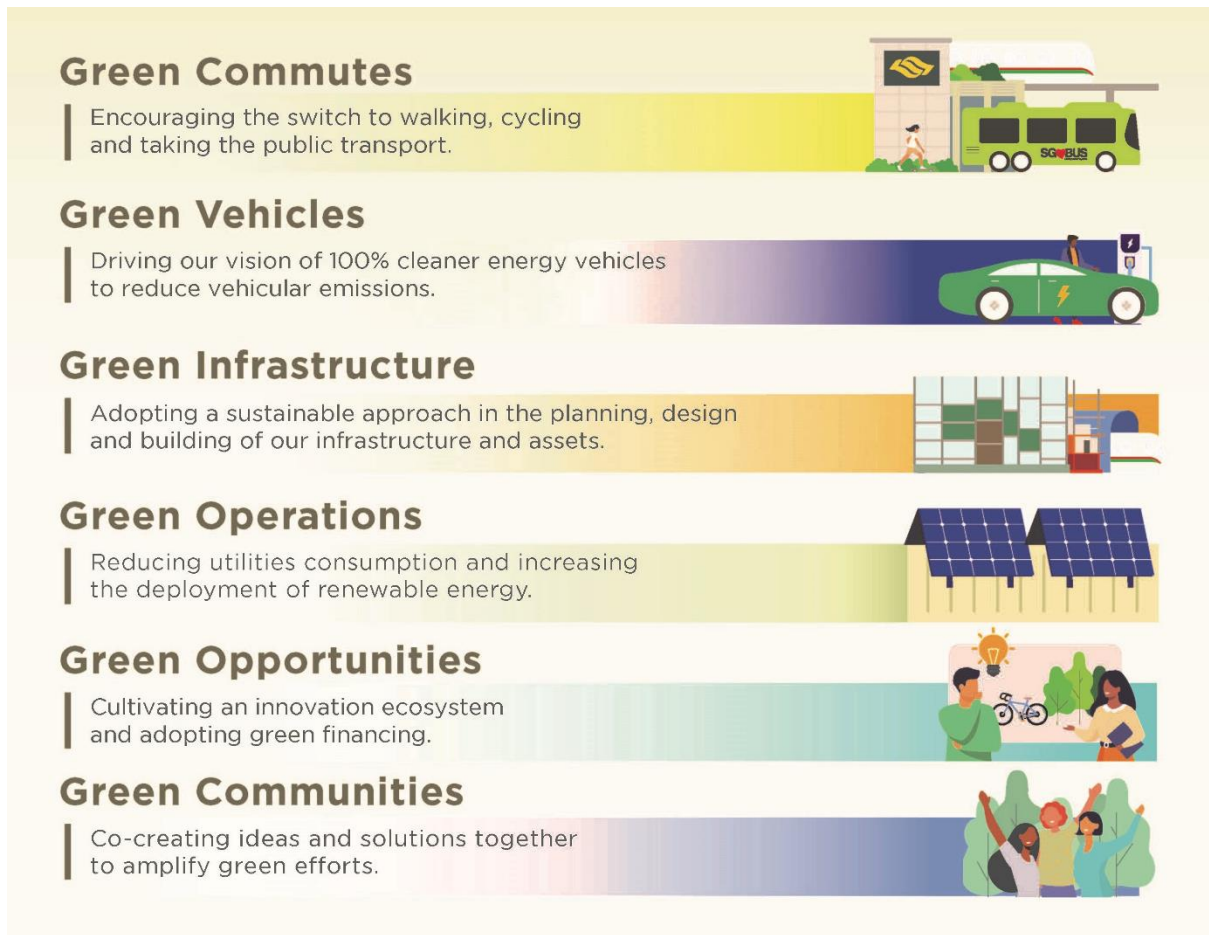 Green Commutes
Encouraging the switch to walking, cycling
and taking the public transport.
SG♥BUS
Green Vehicles
Driving our vision of 100% cleaner energy vehicles
to reduce vehicular emissions.
Green Infrastructure
Adopting a sustainable approach in the planning, design
and building of our infrastructure and assets.
Green Operations
Reducing utilities consumption and increasing
the deployment of renewable energy.
Green Opportunities
Cultivating an innovation ecosystem
and adopting green financing.
Green Communities
Co-creating ideas and solutions together
to amplify green efforts.